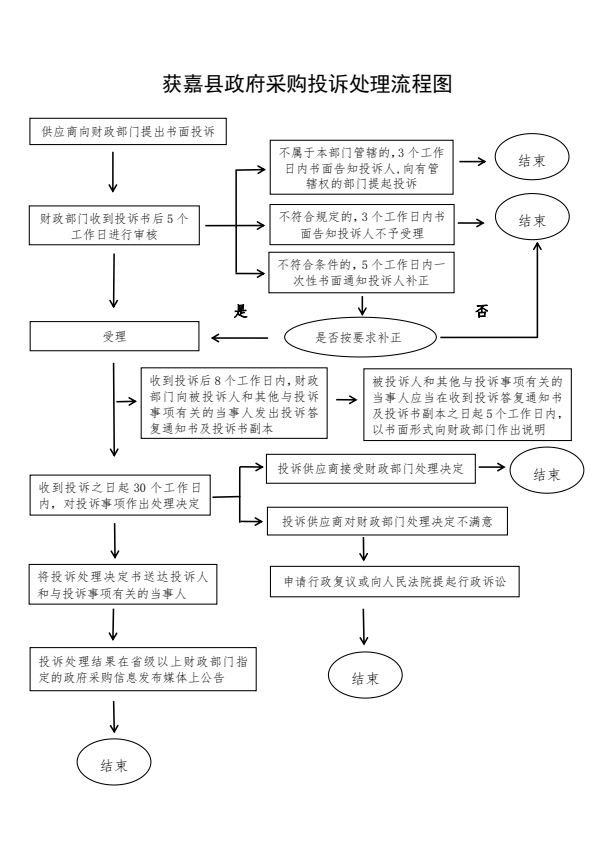 获嘉县政府采购投诉处理流程图
供应商向财政部门提出书面投诉
不属于本部门管辖的,3 个工作
日内书面告知投诉人,向有管
辖权的部门提起投诉
结束
财政部门收到投诉书后 5 个
工作日进行审核
不符合规定的,3 个工作日内书
面告知投诉人不予受理
结束
不符合条件的,5 个工作日内一
次性书面通知投诉人补正
是
否
受理
是否按要求补正
收到投诉后 8 个工作日内,财政
部门向被投诉人和其他与投诉
事项有关的当事人发出投诉答
复通知书及投诉书副本
被投诉人和其他与投诉事项有关的
当事人应当在收到投诉答复通知书
及投诉书副本之日起 5 个工作日内,
以书面形式向财政部门作出说明
收到投诉之日起 30 个工作日
内,对投诉事项作出处理决定
投诉供应商接受财政部门处理决定
结束
投诉供应商对财政部门处理决定不满意
将投诉处理决定书送达投诉人
和与投诉事项有关的当事人
申请行政复议或向人民法院提起行政诉讼
投诉处理结果在省级以上财政部门指
定的政府采购信息发布媒体上公告
结束
结束